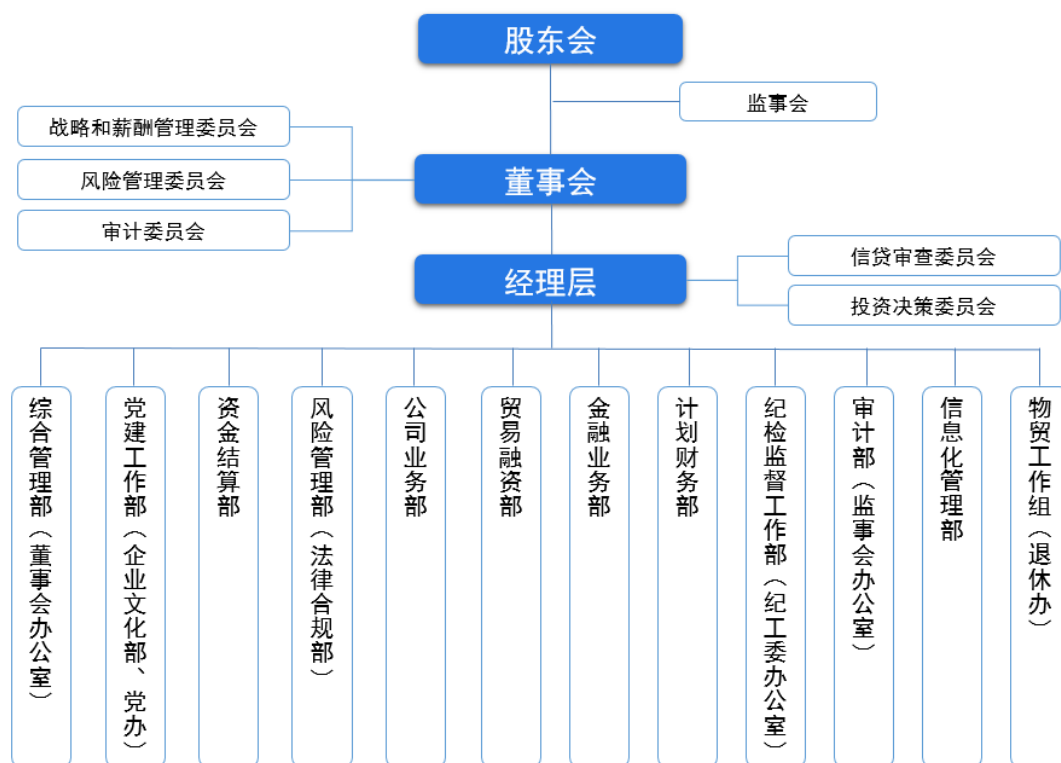 股东会
监事会
战略和薪酬管理委员会
风险管理委员会
审计委员会
董事会
经理层
信贷审查委员会
投资决策委员会
综合管理部（董事会办公室）
党建工作部（企业文化部、党办）
资金结算部
风险管理部（法律合规部）
公司业务部
贸易融资部
金融业务部
计划财务部
纪检监督工作部（纪工委办公室）
审计部（监事会办公室）
信息化管理部
物贸工作组（退休办）